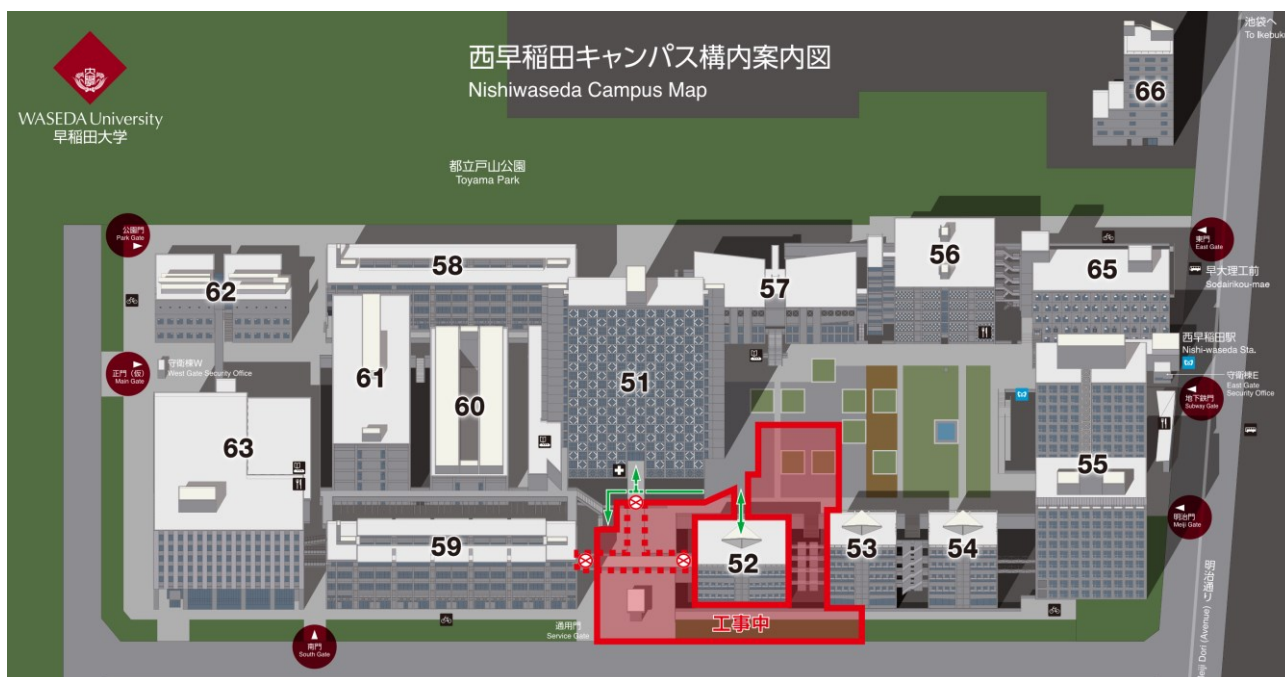 西早稲田キャンパス構内案内図
Nishiwaseda Campus Map
WASEDA University
早稲田大学
池袋へ
To Ikebuku
66
都立戸山公園
Toyama Park
公園門
Park Gate
東門
East Gate
早大理工前
Sodairikou-mae
58
56
65
57
62
西早稲田駅
Nishi-waseda Sta.
守衛棟W
West Gate Security Office
正門(仮)
Main Gate
守衛棟E
East Gate
Security Office
地下鉄門
Subway Gate
61
51
60
63
55
明治門
Meiji Gate
59
52
53
54
工事中
通用門
Service Gate
南門
South Gate
明治通り
Meiji Dori (Avenue)